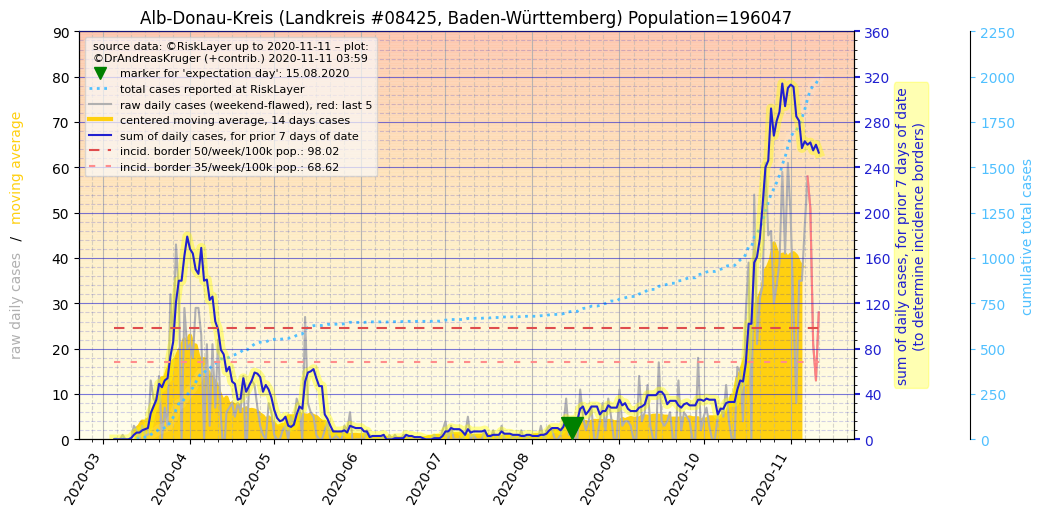 Alb-Donau-Kreis (Landkreis #08425, Baden-Württemberg) Population=196047
source data: ©RiskLayer up to 2020-11-11 – plot:
©DrAndreasKruger (+contrib.) 2020-11-11 03:59
marker for 'expectation day': 15.08.2020
total cases reported at RiskLayer
raw daily cases (weekend-flawed), red: last 5
centered moving average, 14 days cases
sum of daily cases, for prior 7 days of date
incid. border 50/week/100k pop.: 98.02
incid. border 35/week/100k pop.: 68.62
raw daily cases / moving average
90
80
70
60
50
40
30
20
10
0
2020-03
2020-04
2020-05
2020-06
2020-07
2020-08
2020-09
2020-10
2020-11
360
320
280
240
200
160
120
80
40
0
sum of daily cases, for prior 7 days of date
(to determine incidence borders)
2250
2000
1750
1500
1250
1000
750
500
250
0
cumulative total cases